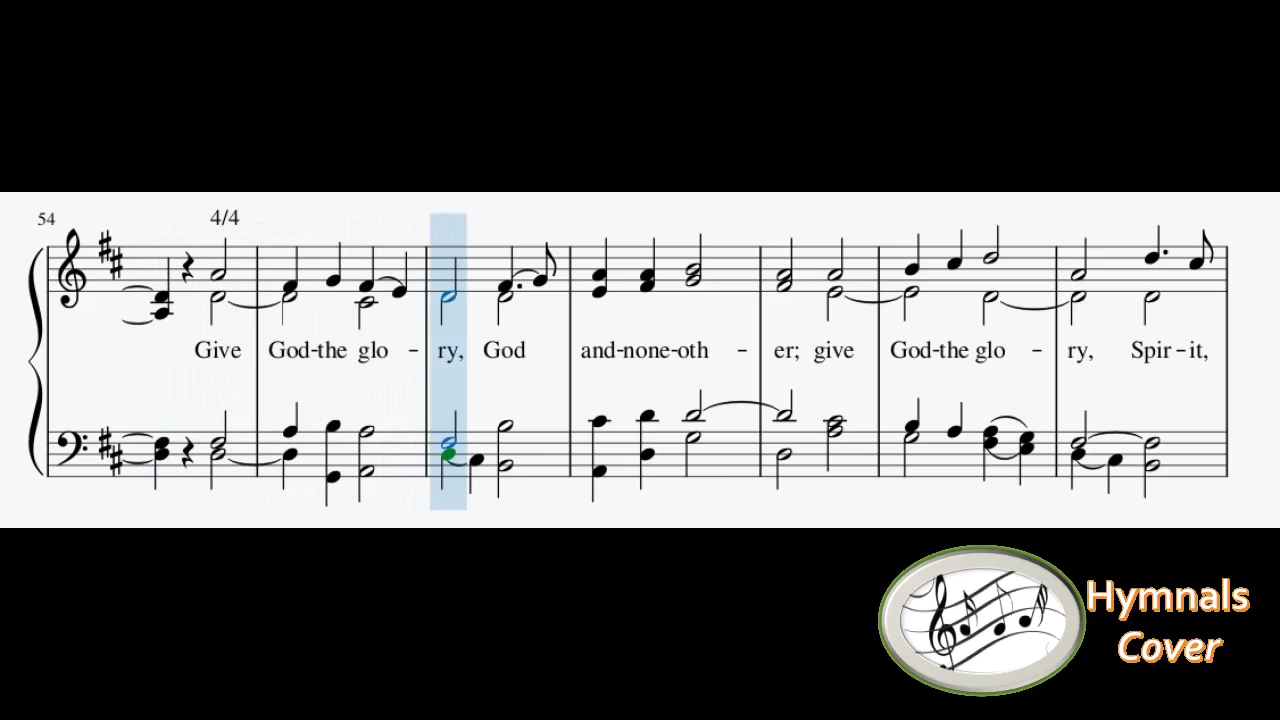 54
4/4
Give God-the glo - ry, God and-none-oth - er; give God-the glo - ry, Spir-it,
Hymnals
Cover